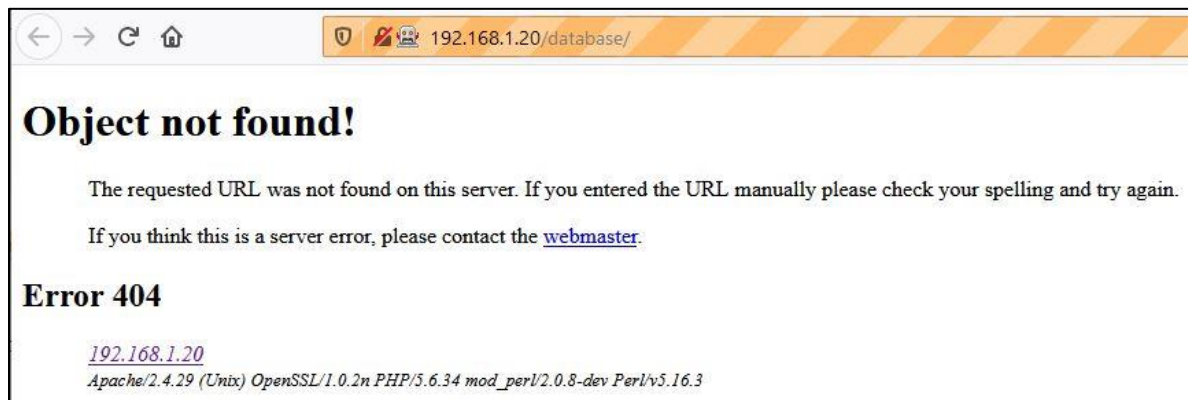 192.168.1.20/database/
Object not found!
The requested URL was not found on this server. If you entered the URL manually please check your spelling and try again.
If you think this is a server error, please contact the webmaster.
Error 404
192.168.1.20
Apache/2.4.29 (Unix) OpenSSL/1.0.2n PHP/5.6.34 mod_perl/2.0.8-dev Perl/v5.16.3